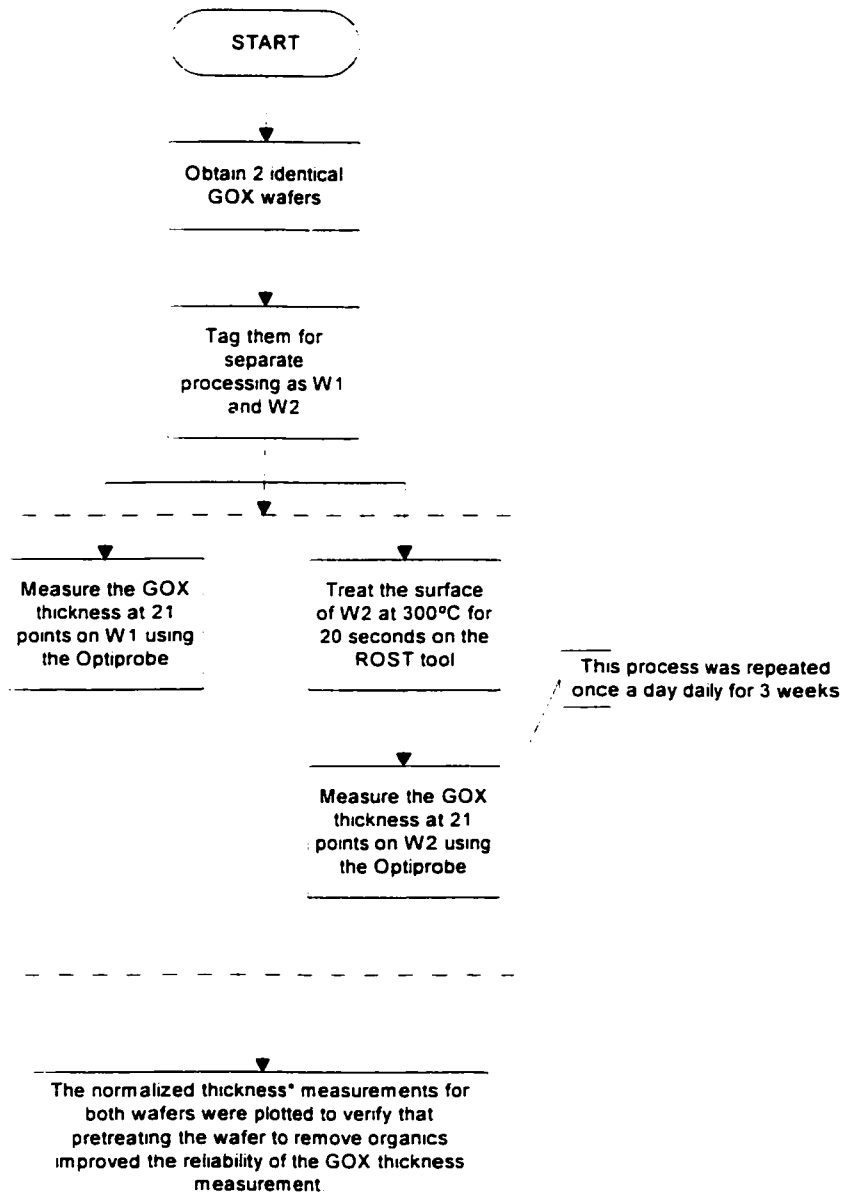 START
Obtain 2 identical
GOX wafers
Tag them for
separate
processing as W1
and W2
Measure the GOX
thickness at 21
points on W1 using
the Optiprobe
Treat the surface
of W2 at 300ºC for
20 seconds on the
ROST tool
This process was repeated
once a day daily for 3 weeks
Measure the GOX
thickness at 21
points on W2 using
the Optiprobe
The normalized thickness* measurements for
both wafers were plotted to verify that
pretreating the wafer to remove organics
improved the reliability of the GOX thickness
measurement